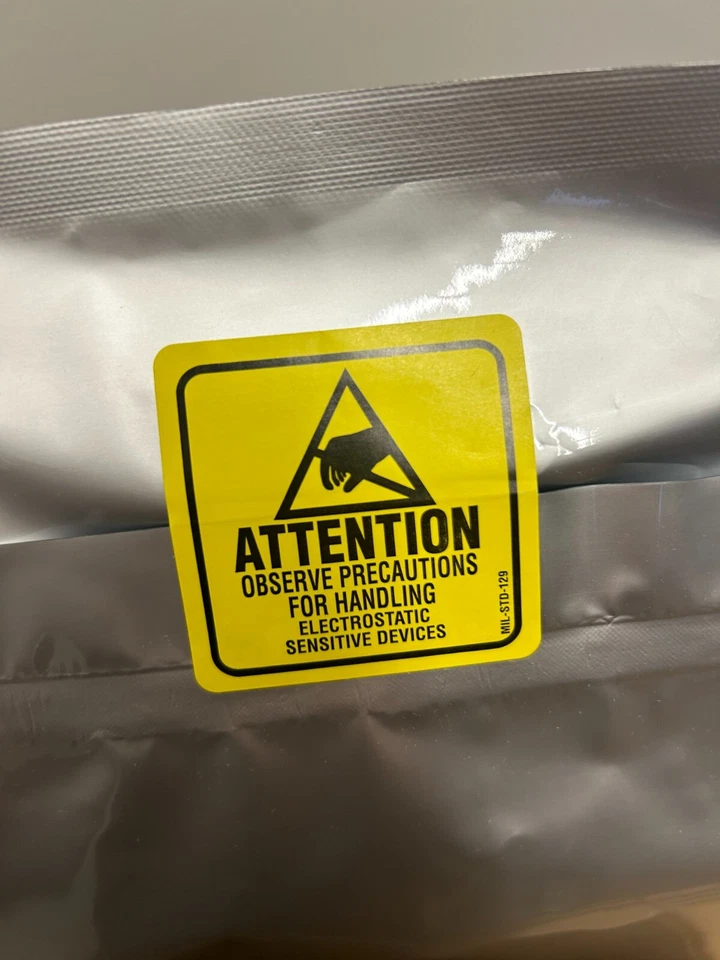 ATTENTION
OBSERVE PRECAUTIONS
FOR HANDLING
ELECTROSTATIC
SENSITIVE DEVICES
MIL-STD-129